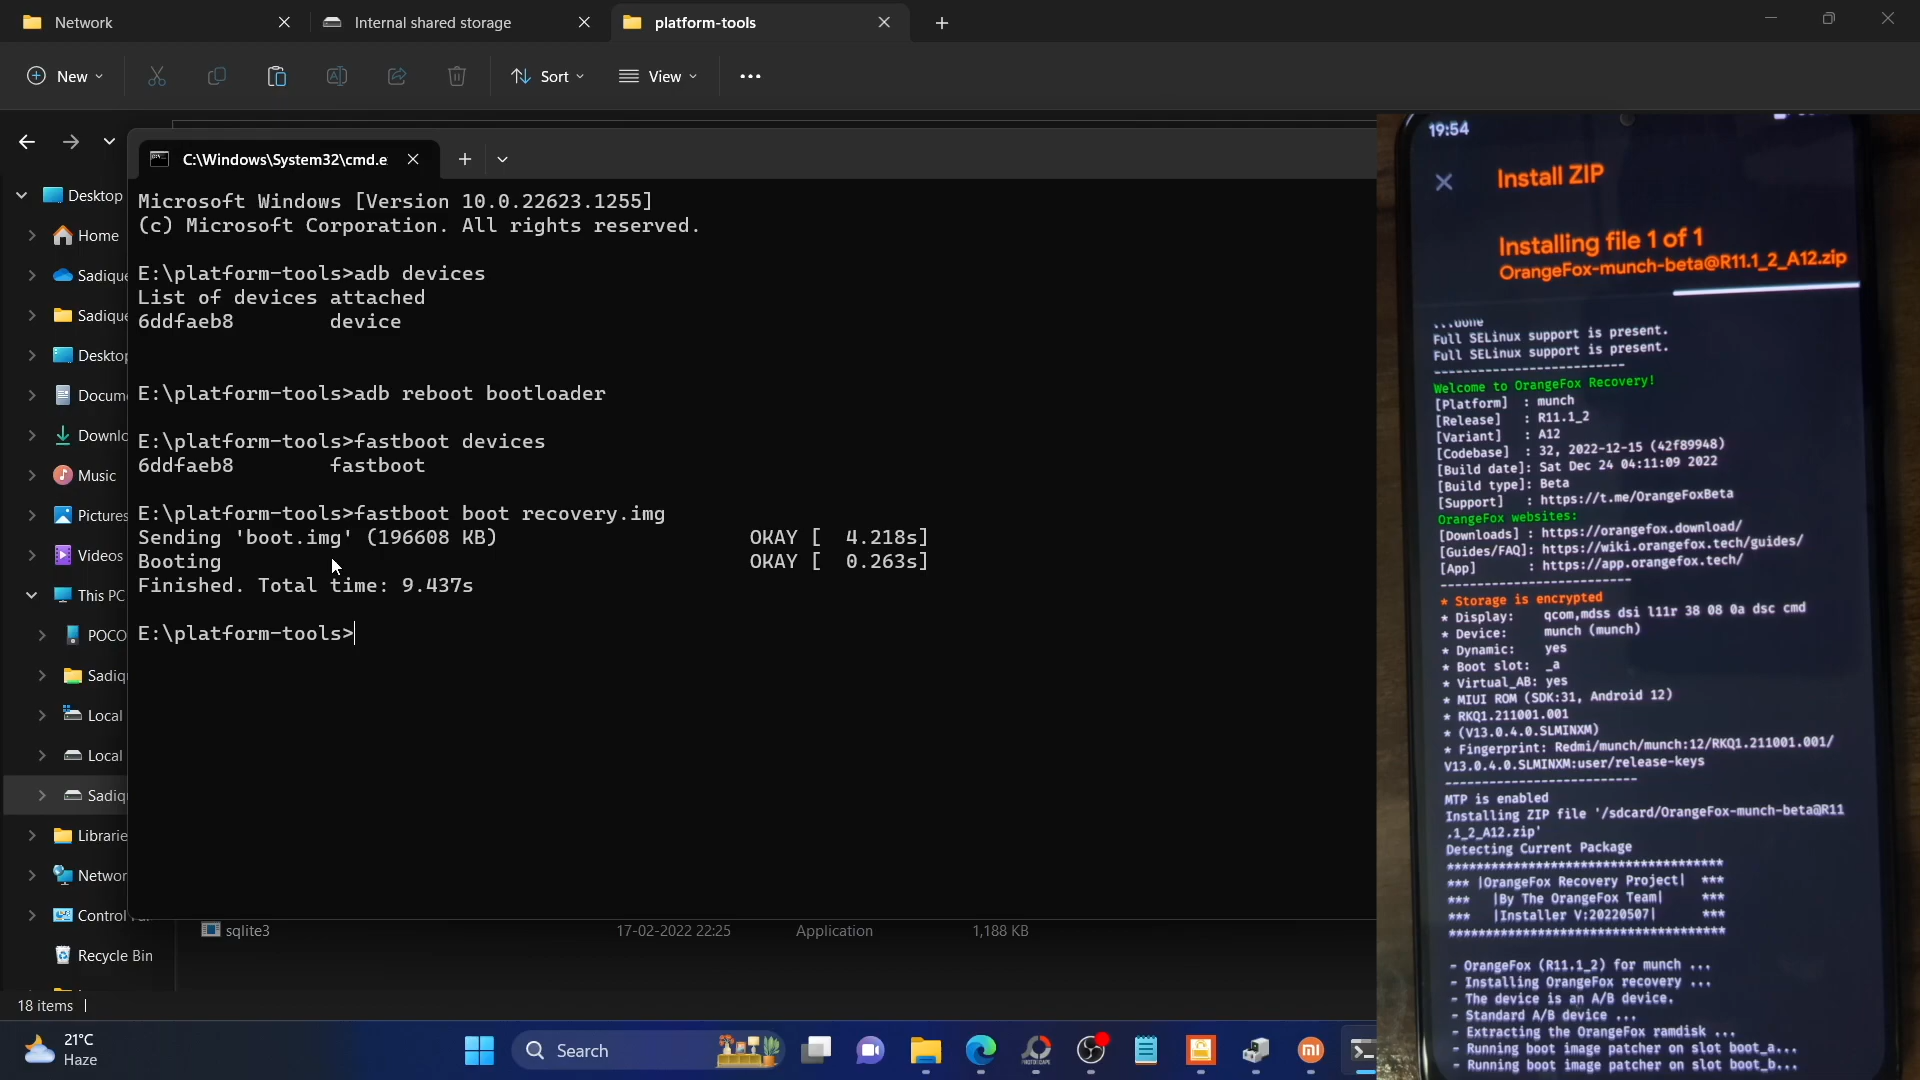 Network
Internal shared storage
platform-tools
New
Sort
View
C:\Windows\System32\cmd.e
Microsoft Windows [Version 10.0.22623.1255]
(c) Microsoft Corporation. All rights reserved.
E:\platform-tools>adb devices
List of devices attached
6ddfaeb8        device
E:\platform-tools>adb reboot bootloader
E:\platform-tools>fastboot devices
6ddfaeb8        fastboot
E:\platform-tools>fastboot boot recovery.img
Sending 'boot.img' (196608 KB)                     OKAY [  4.218s]
Booting                                            OKAY [  0.263s]
Finished. Total time: 9.437s
E:\platform-tools>
Desktop
Home
Sadique
Sadique
Desktop
Docum
Downlo
Music
Pictures
Videos
This PC
POCO
Sadiq
Local
Local
Sadiq
Librarie
Networ
Control
Recycle Bin
sqlite3 17-02-2022 22:25 Application 1,188 KB
18 items
21°C
Haze
Search
19:54
Install ZIP
Installing file 1 of 1
OrangeFox-munch-beta@R11.1_2_A12.zip
...done
Full SELinux support is present.
Full SELinux support is present.
--------------------------
Welcome to OrangeFox Recovery!
[Platform]  : munch
[Release]   : R11.1_2
[Variant]   : A12
[Codebase]  : 32, 2022-12-15 (42f89948)
[Build date]: Sat Dec 24 04:11:09 2022
[Build type]: Beta
[Support]   : https://t.me/OrangeFoxBeta
OrangeFox websites:
[Downloads] : https://orangefox.download/
[Guides/FAQ]: https://wiki.orangefox.tech/guides/
[App]       : https://app.orangefox.tech/
--------------------------
* Storage is encrypted
* Display:    qcom,mdss dsi l11r 38 08 0a dsc cmd
* Device:     munch (munch)
* Dynamic:    yes
* Boot slot:  _a
* Virtual_AB: yes
* MIUI ROM (SDK:31, Android 12)
* RKQ1.211001.001
* (V13.0.4.0.SLMINXM)
* Fingerprint: Redmi/munch/munch:12/RKQ1.211001.001/
V13.0.4.0.SLMINXM:user/release-keys
--------------------------
MTP is enabled
Installing ZIP file '/sdcard/OrangeFox-munch-beta@R11
.1_2_A12.zip'
Detecting Current Package
************************************
*** |OrangeFox Recovery Project|  ***
***   |By The OrangeFox Team|     ***
***   |Installer V:20220507|      ***
************************************
- OrangeFox (R11.1_2) for munch ...
- Installing OrangeFox recovery ...
- The device is an A/B device.
- Standard A/B device ...
- Extracting the OrangeFox ramdisk ...
- Running boot image patcher on slot boot_a...
- Running boot image patcher on slot boot_b...